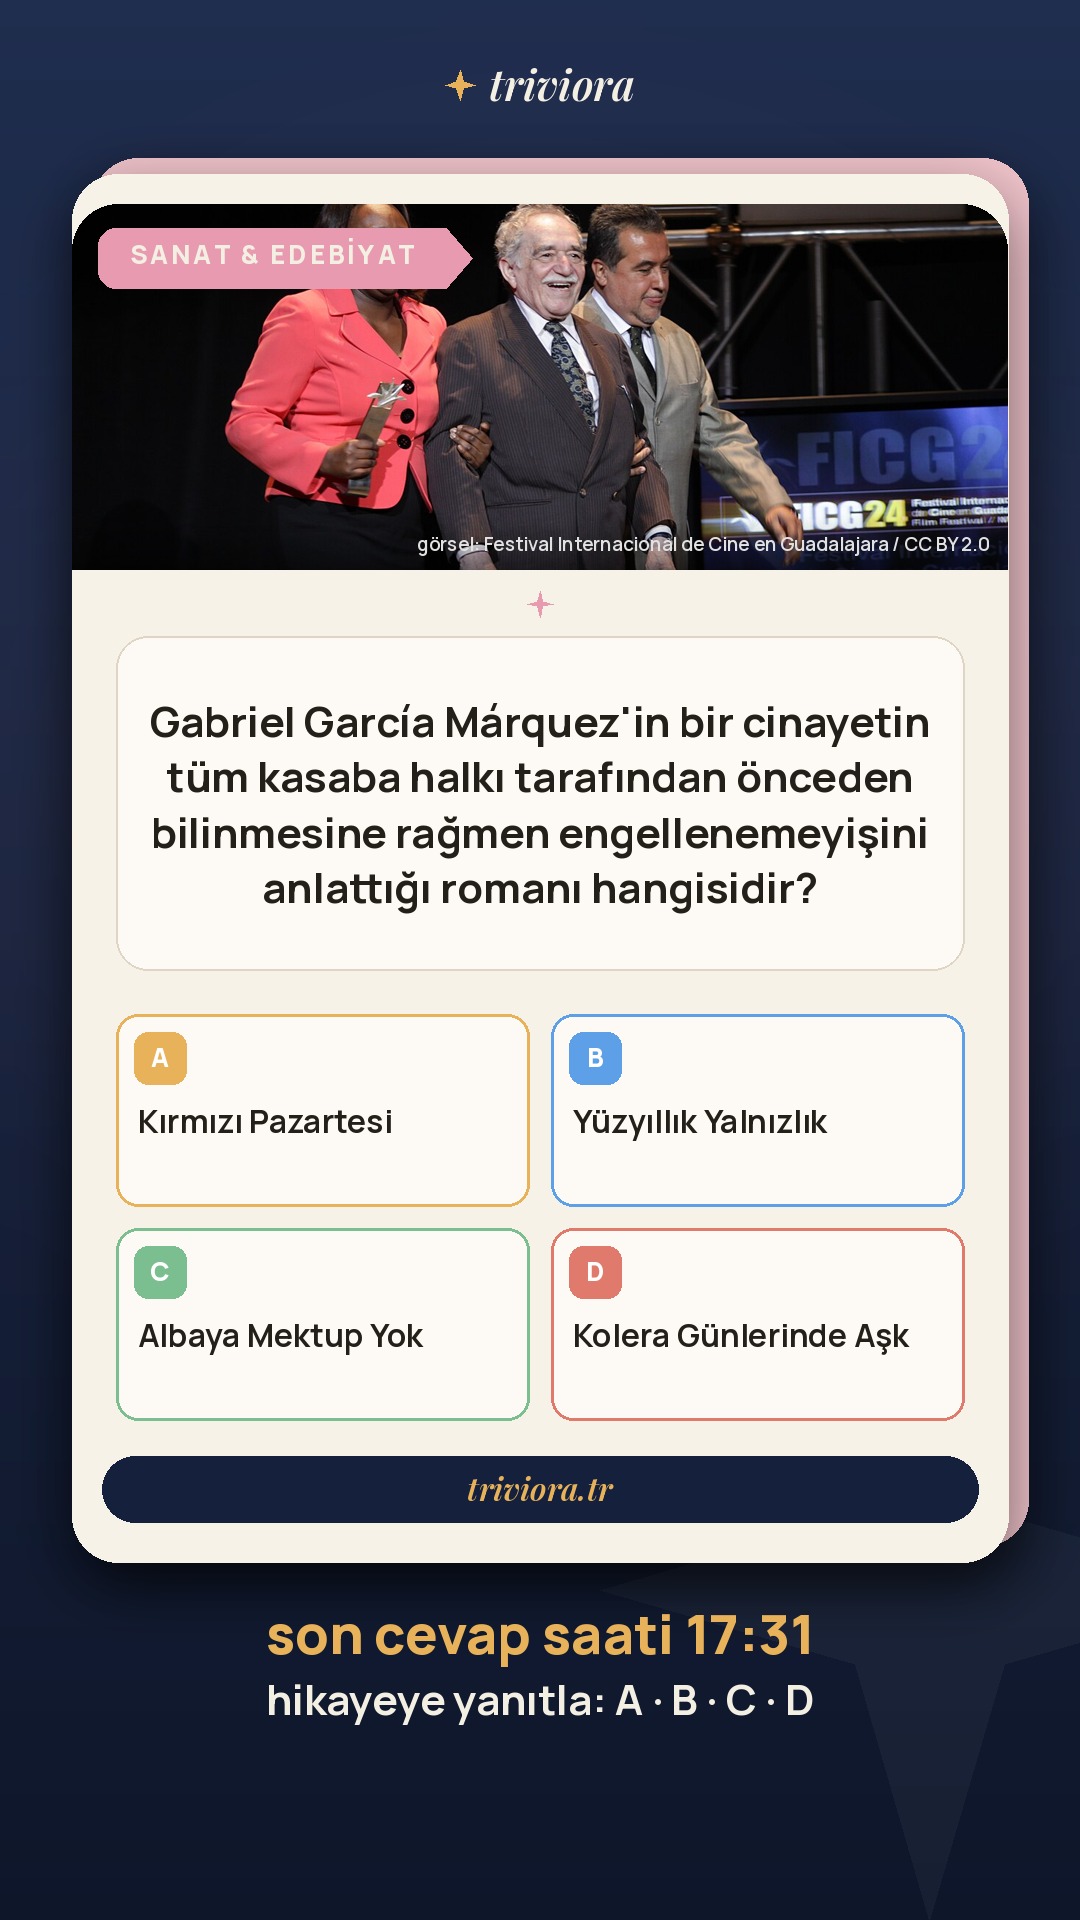 triviora
SANAT & EDEBİYAT
FICG24
görsel: Festival Internacional de Cine en Guadalajara / CC BY 2.0
Gabriel García Márquez'in bir cinayetin
tüm kasaba halkı tarafından önceden
bilinmesine rağmen engellenemeyişini
anlattığı romanı hangisidir?
A
Kırmızı Pazartesi
B
Yüzyıllık Yalnızlık
C
Albaya Mektup Yok
D
Kolera Günlerinde Aşk
triviora.tr
son cevap saati 17:31
hikayeye yanıtla: A · B · C · D